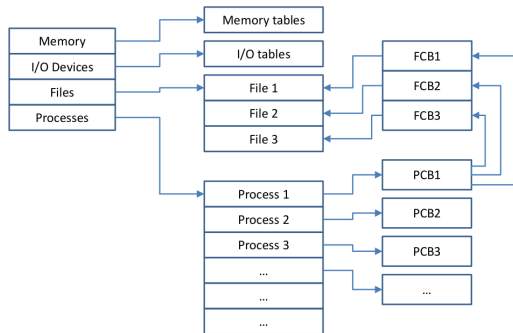 Memory
I/O Devices
Files
Processes
Memory tables
I/O tables
File 1
File 2
File 3
FCB1
FCB2
FCB3
Process 1
Process 2
Process 3
...
...
...
PCB1
PCB2
PCB3
...